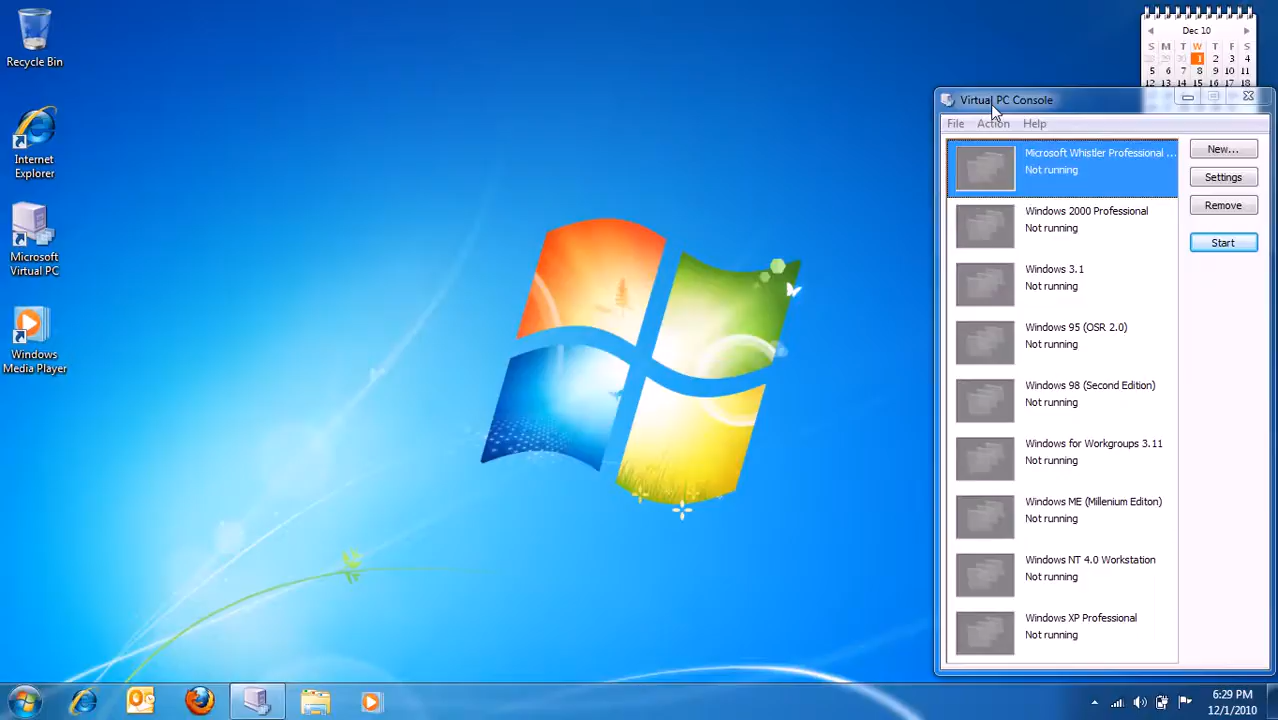 Recycle Bin
Internet
Explorer
Microsoft
Virtual PC
Windows
Media Player
Dec 10
S M T W T F S
28 29 30 1 2 3 4
5 6 7 8 9 10 11
12 13 14 15 16 17 18
Virtual PC Console
File Action Help
Microsoft Whistler Professional ...
Not running
Windows 2000 Professional
Not running
Windows 3.1
Not running
Windows 95 (OSR 2.0)
Not running
Windows 98 (Second Edition)
Not running
Windows for Workgroups 3.11
Not running
Windows ME (Millenium Editon)
Not running
Windows NT 4.0 Workstation
Not running
Windows XP Professional
Not running
New...
Settings
Remove
Start
6:29 PM
12/1/2010